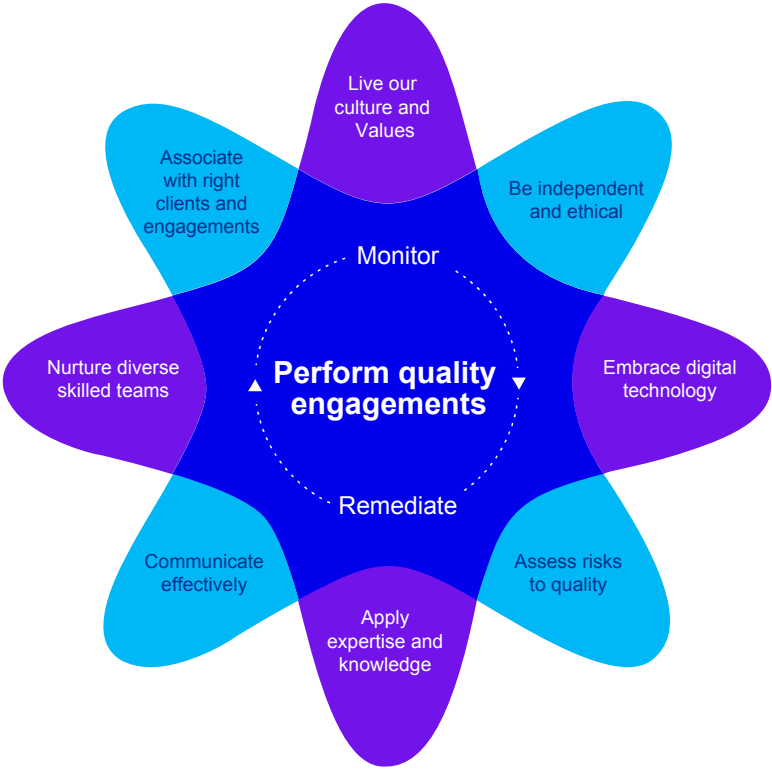 Live our
culture and
Values
Be independent
and ethical
Embrace digital
technology
Assess risks
to quality
Apply
expertise and
knowledge
Communicate
effectively
Nurture diverse
skilled teams
Associate
with right
clients and
engagements
Monitor
Perform quality
engagements
Remediate